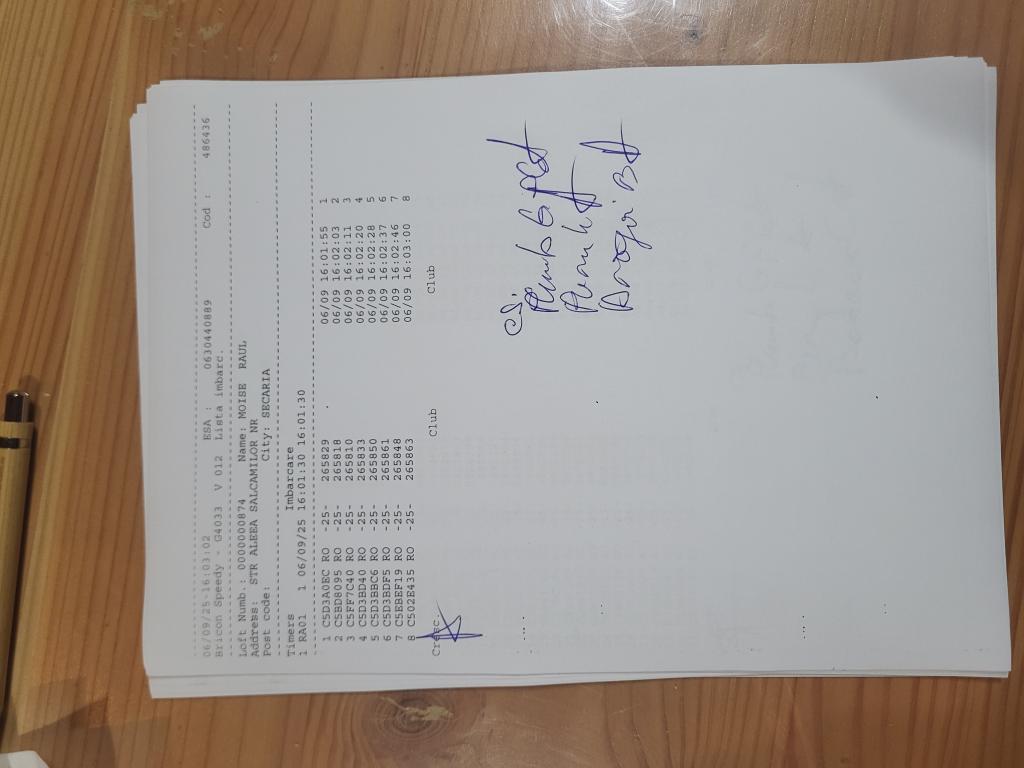 06/09/25-16:03:02 ESA : 0630440889 Cod : 486436
Bricon Speedy - G4033 V 012 Lista imbarc.
Loft Numb.: 0000000874 Name: MOISE RAUL
Address: STR ALEEA SALCAMILOR NR
Post code: City: SECARIA
Timers Imbarcare
1 RA01 1 06/09/25 16:01:30 16:01:30
1 C5D3A0EC RO -25- 265829 06/09 16:01:55 1
2 C5BD8095 RO -25- 265818 06/09 16:02:03 2
3 C5FF7C40 RO -25- 265810 06/09 16:02:11 3
4 C5D3BD40 RO -25- 265833 06/09 16:02:20 4
5 C5D3BBC6 RO -25- 265850 06/09 16:02:28 5
6 C5D3BDF5 RO -25- 265861 06/09 16:02:37 6
7 C5EBEF19 RO -25- 265848 06/09 16:02:46 7
8 C502E435 RO -25- 265863 06/09 16:03:00 8
Club Club